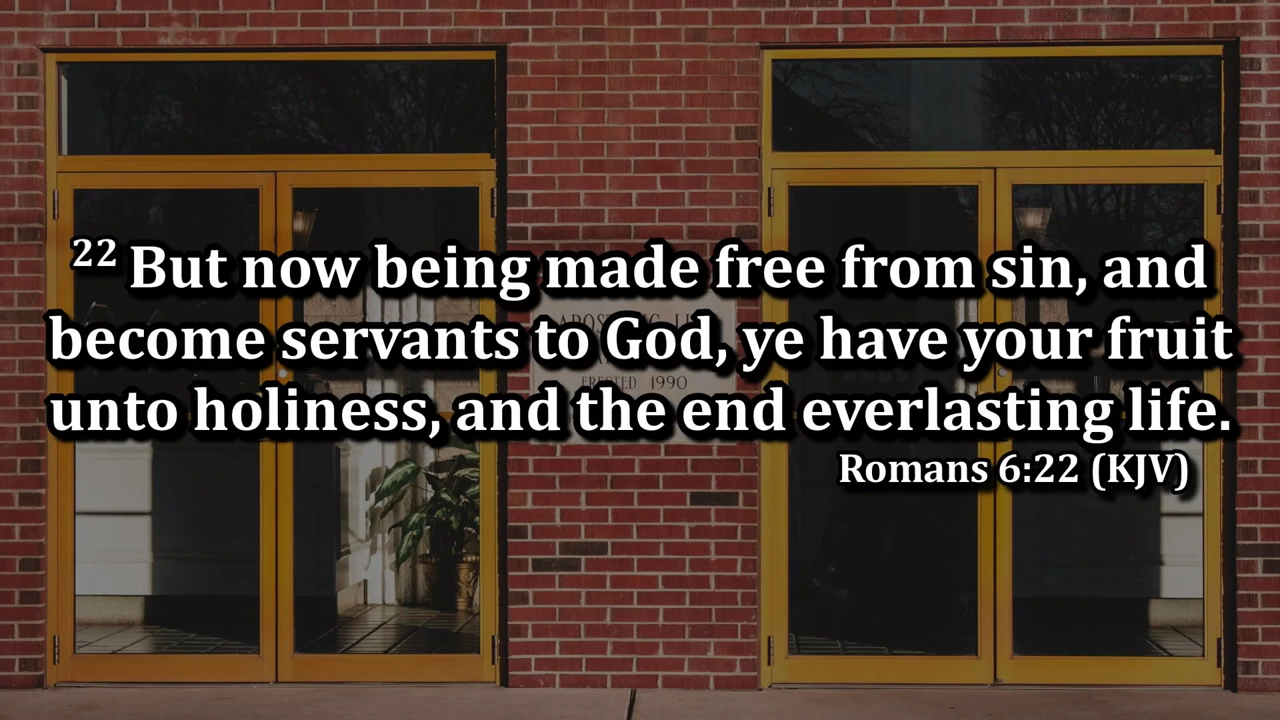 22 But now being made free from sin, and
become servants to God, ye have your fruit
unto holiness, and the end everlasting life.
Romans 6:22 (KJV)
ERECTED 1990